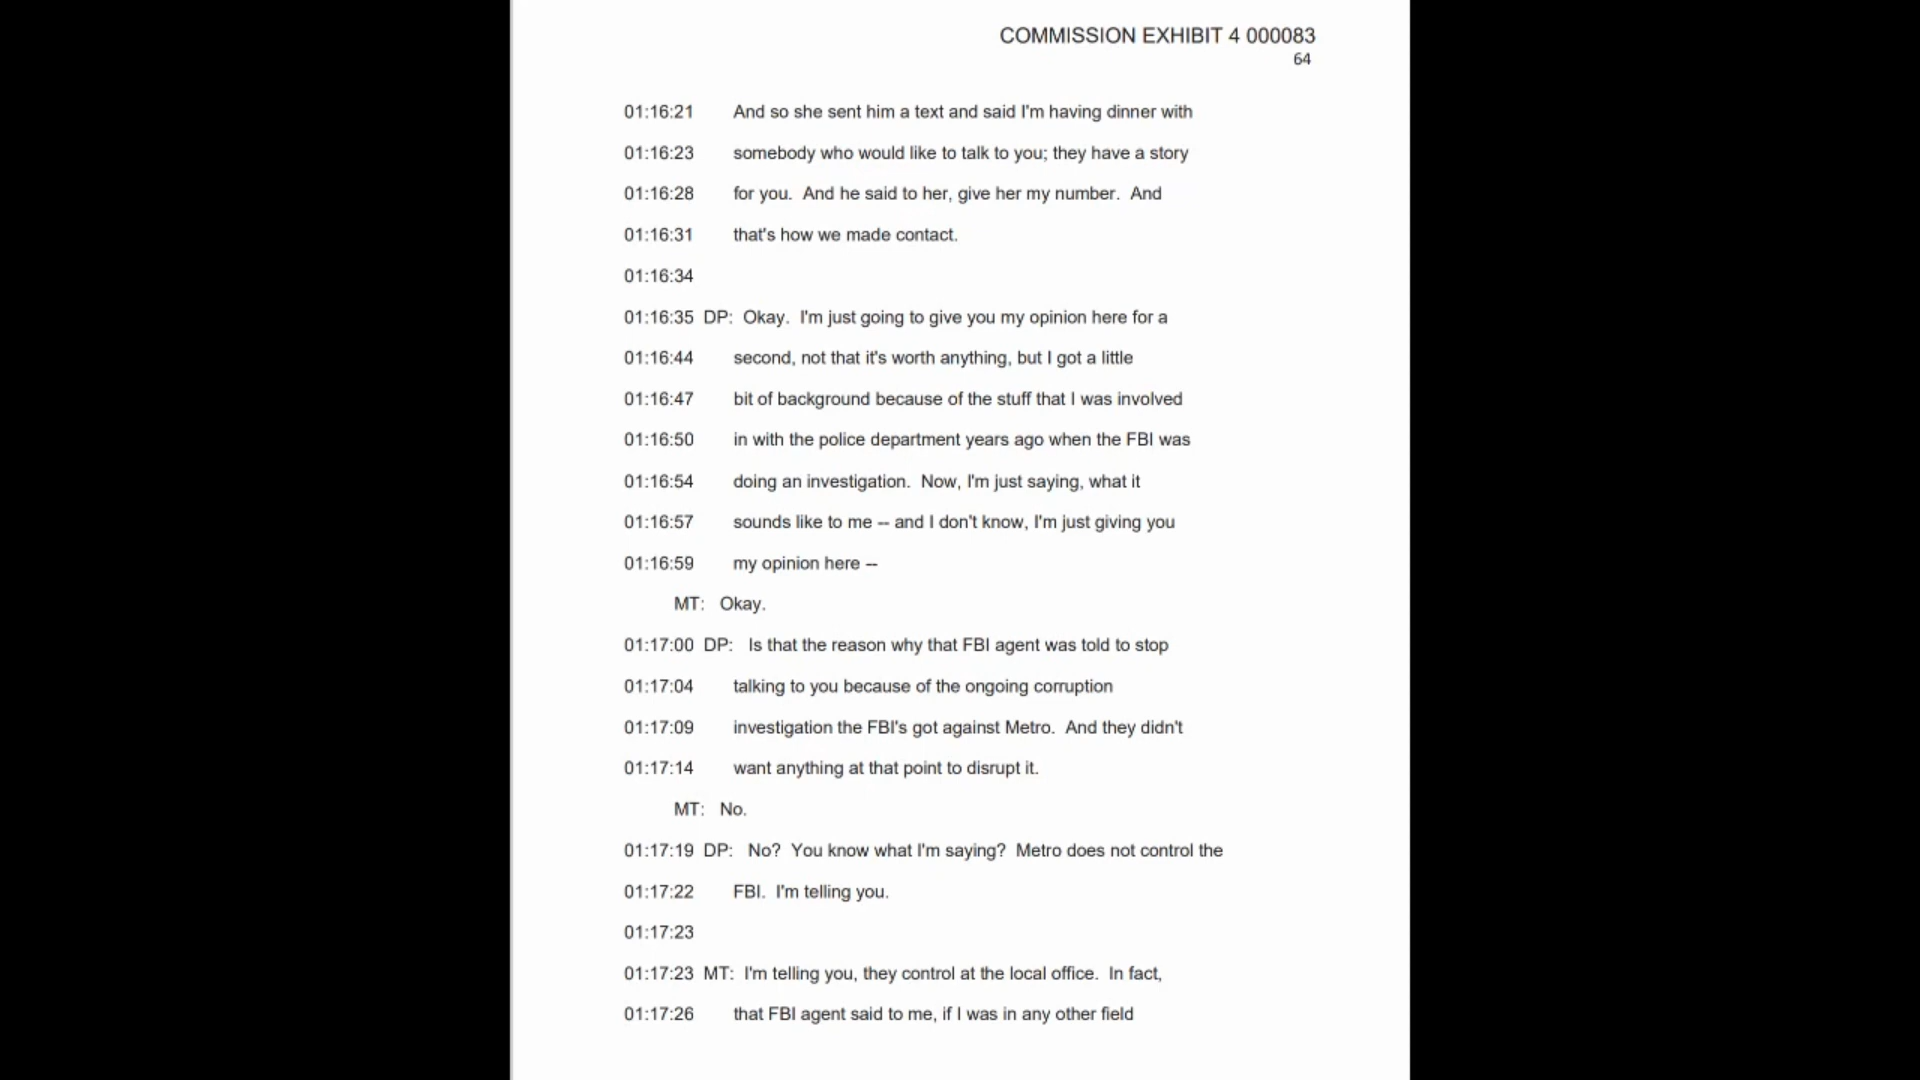 COMMISSION EXHIBIT 4 000083
64
01:16:21 And so she sent him a text and said I'm having dinner with
01:16:23 somebody who would like to talk to you; they have a story
01:16:28 for you. And he said to her, give her my number. And
01:16:31 that's how we made contact.
01:16:34
01:16:35 DP: Okay. I'm just going to give you my opinion here for a
01:16:44 second, not that it's worth anything, but I got a little
01:16:47 bit of background because of the stuff that I was involved
01:16:50 in with the police department years ago when the FBI was
01:16:54 doing an investigation. Now, I'm just saying, what it
01:16:57 sounds like to me -- and I don't know, I'm just giving you
01:16:59 my opinion here --
MT: Okay.
01:17:00 DP: Is that the reason why that FBI agent was told to stop
01:17:04 talking to you because of the ongoing corruption
01:17:09 investigation the FBI's got against Metro. And they didn't
01:17:14 want anything at that point to disrupt it.
MT: No.
01:17:19 DP: No? You know what I'm saying? Metro does not control the
01:17:22 FBI. I'm telling you.
01:17:23
01:17:23 MT: I'm telling you, they control at the local office. In fact,
01:17:26 that FBI agent said to me, if I was in any other field